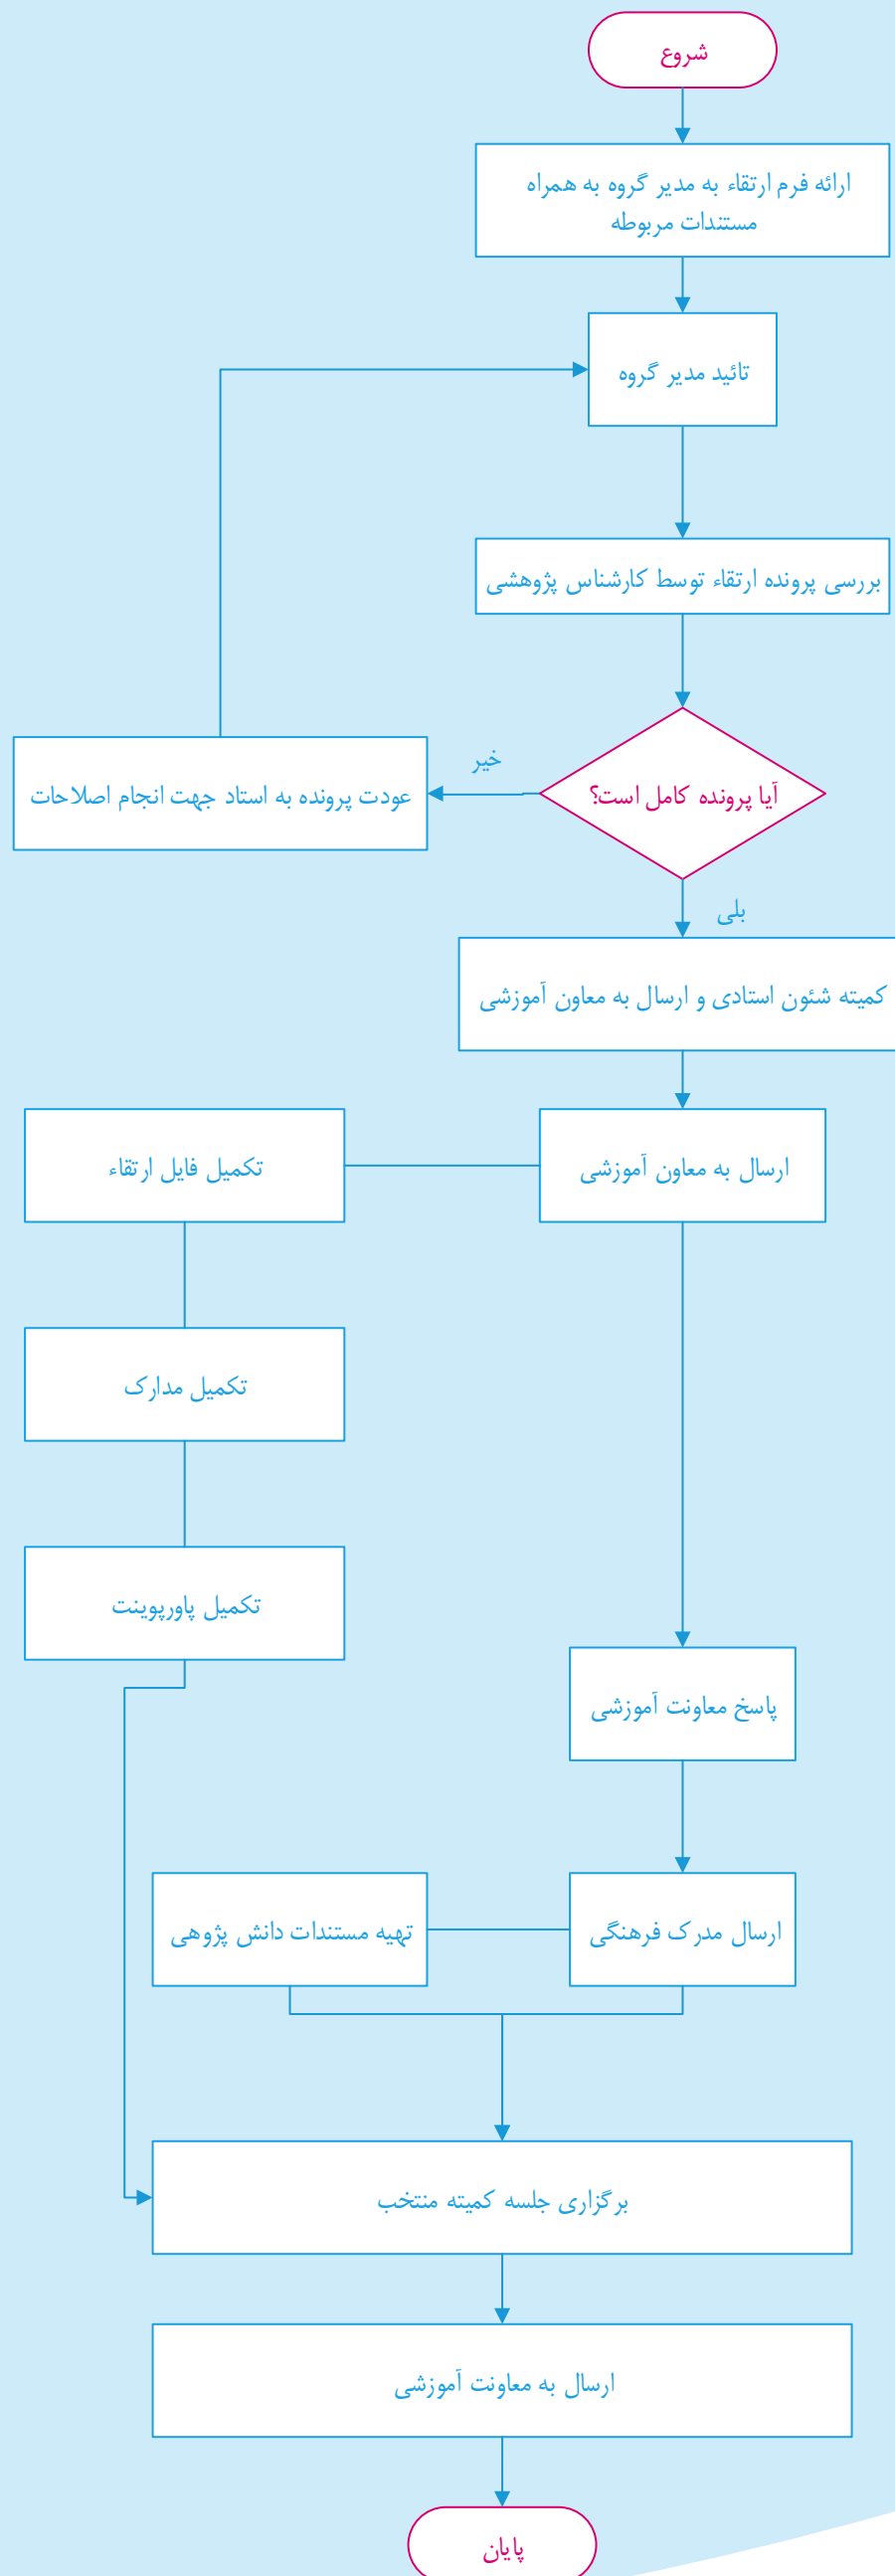 شروع
ارائه فرم ارتقاء به مدیر گروه به همراه
مستندات مربوطه
تائید مدیر گروه
بررسی پرونده ارتقاء توسط کارشناس پژوهشی
آیا پرونده کامل است؟
خیر
عودت پرونده به استاد جهت انجام اصلاحات
بلی
کمیته شئون استادی و ارسال به معاون آموزشی
ارسال به معاون آموزشی
تکمیل فایل ارتقاء
تکمیل مدارک
تکمیل پاورپوینت
پاسخ معاونت آموزشی
ارسال مدرک فرهنگی
تهیه مستندات دانش پژوهی
برگزاری جلسه کمیته منتخب
ارسال به معاونت آموزشی
پایان